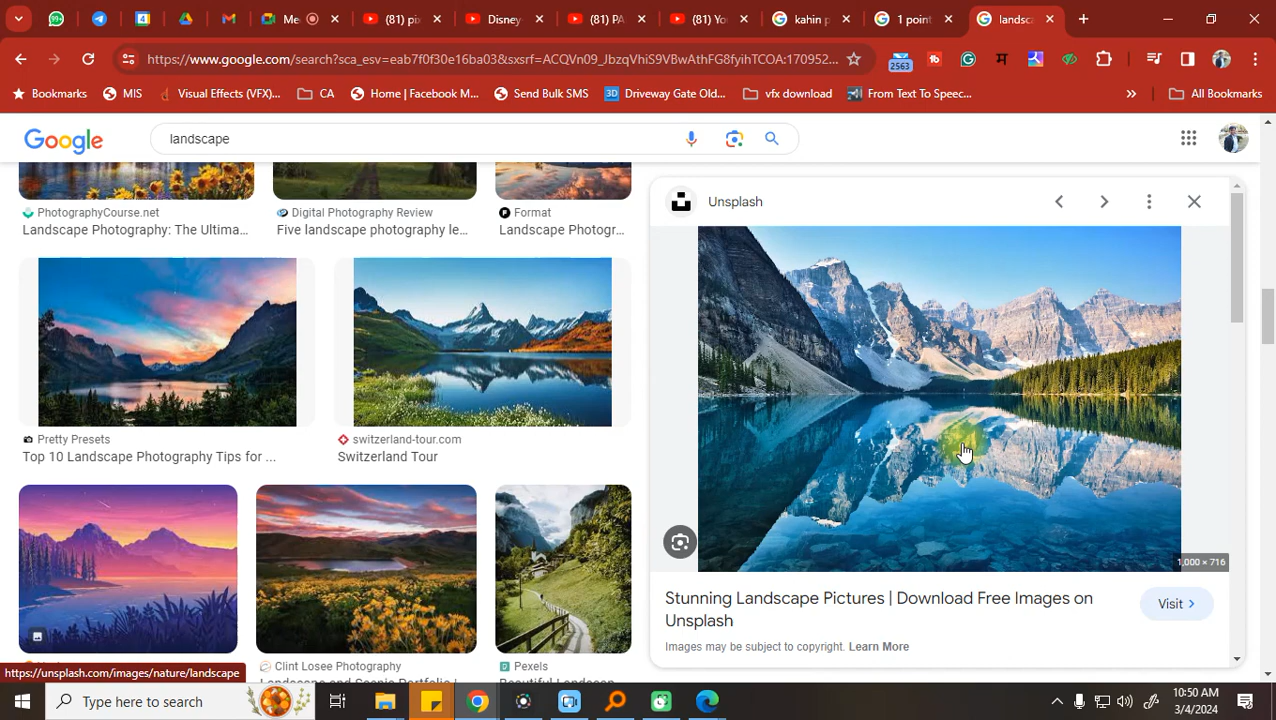 Me
(81) pix
Disney
(81) PA
(81) Yo
kahin p
1 point
landsc
https://www.google.com/search?sca_esv=eab7f0f30e16ba03&sxsrf=ACQVn09_JbzqVhiS9VBwAthFG8fyihTCOA:170952...
2563
Bookmarks
MIS
Visual Effects (VFX)...
CA
Home | Facebook M...
Send Bulk SMS
Driveway Gate Old...
vfx download
From Text To Speec...
All Bookmarks
Google
landscape
PhotographyCourse.net
Landscape Photography: The Ultima...
Digital Photography Review
Five landscape photography le...
Format
Landscape Photogr...
Pretty Presets
Top 10 Landscape Photography Tips for ...
switzerland-tour.com
Switzerland Tour
Clint Losee Photography
Pexels
Unsplash
1,000 × 716
Stunning Landscape Pictures | Download Free Images on
Unsplash
Visit
Images may be subject to copyright. Learn More
https://unsplash.com/images/nature/landscape
Type here to search
10:50 AM
3/4/2024